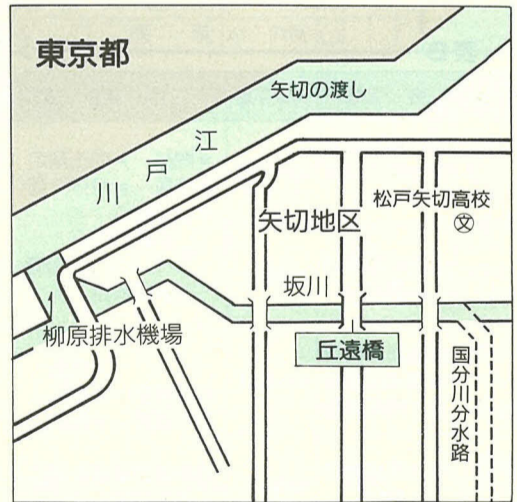 東京都
矢切の渡し
江戸川
矢切地区
松戸矢切高校
文
坂川
柳原排水機場
丘遠橋
国分川分水路